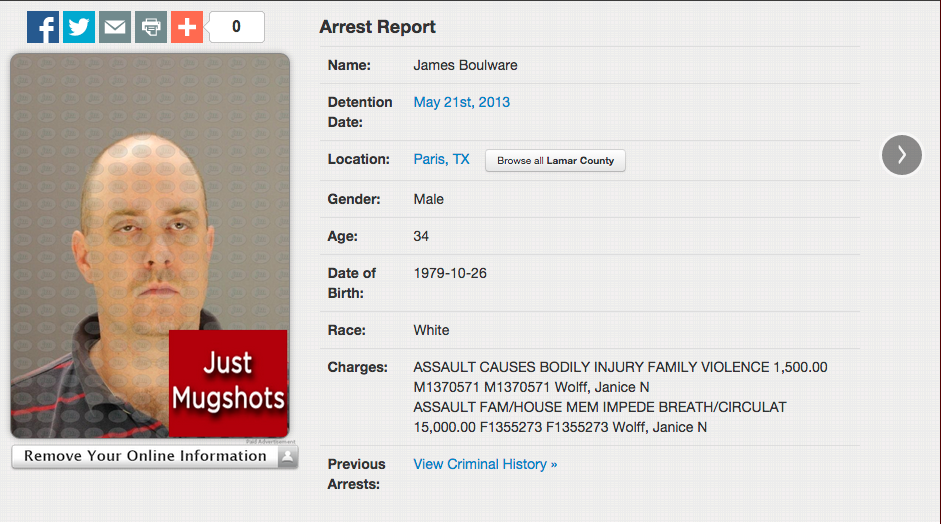 0
Arrest Report
Name: James Boulware
Detention Date: May 21st, 2013
Location: Paris, TX Browse all Lamar County
Gender: Male
Age: 34
Date of Birth: 1979-10-26
Race: White
Charges: ASSAULT CAUSES BODILY INJURY FAMILY VIOLENCE 1,500.00
M1370571 M1370571 Wolff, Janice N
ASSAULT FAM/HOUSE MEM IMPEDE BREATH/CIRCULAT
15,000.00 F1355273 F1355273 Wolff, Janice N
Previous Arrests: View Criminal History »
Just
Mugshots
Paid Advertisement
Remove Your Online Information